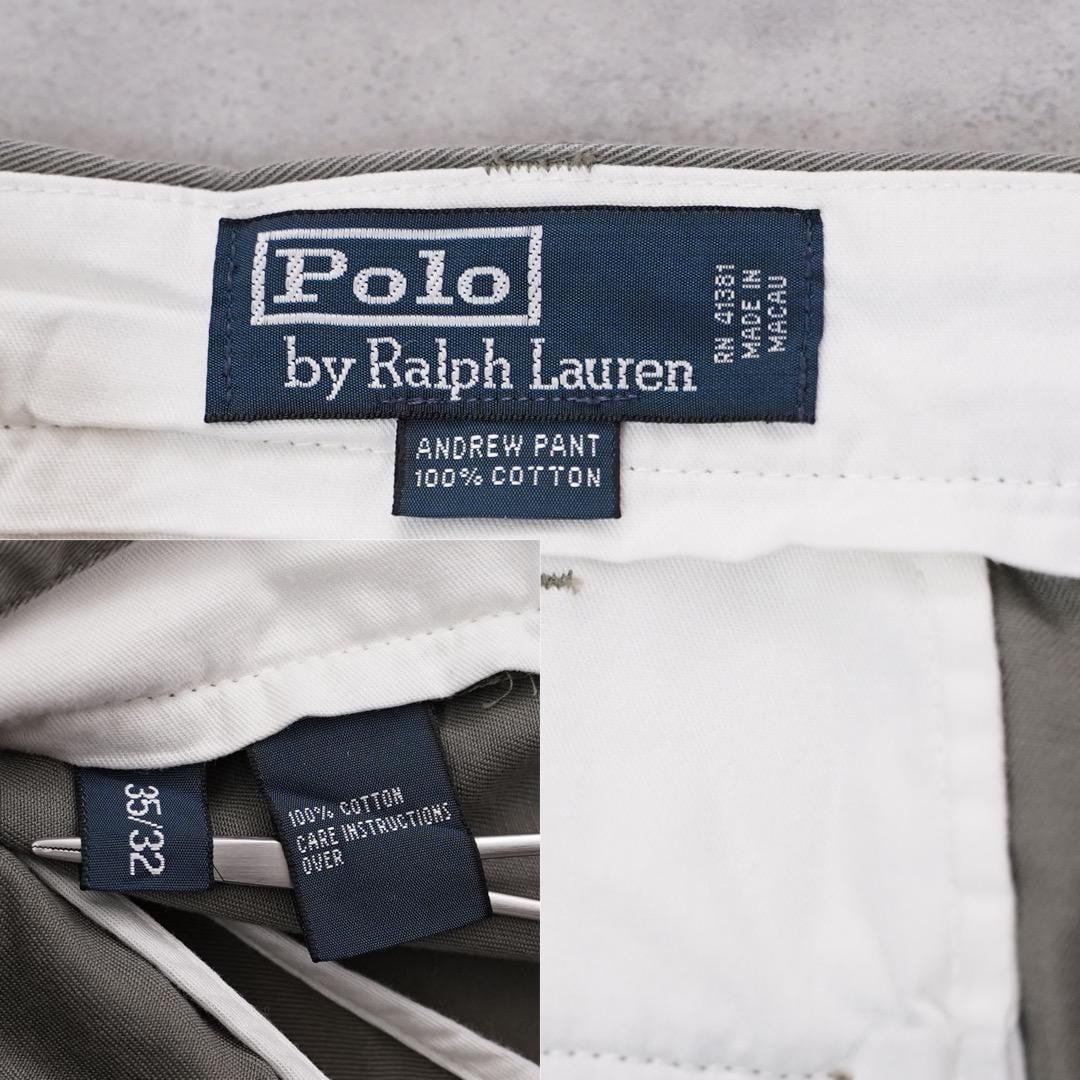 Polo
by Ralph Lauren
RN 41381
MADE IN
MACAU
ANDREW PANT
100% COTTON
35/32
100% COTTON
CARE INSTRUCTIONS
OVER